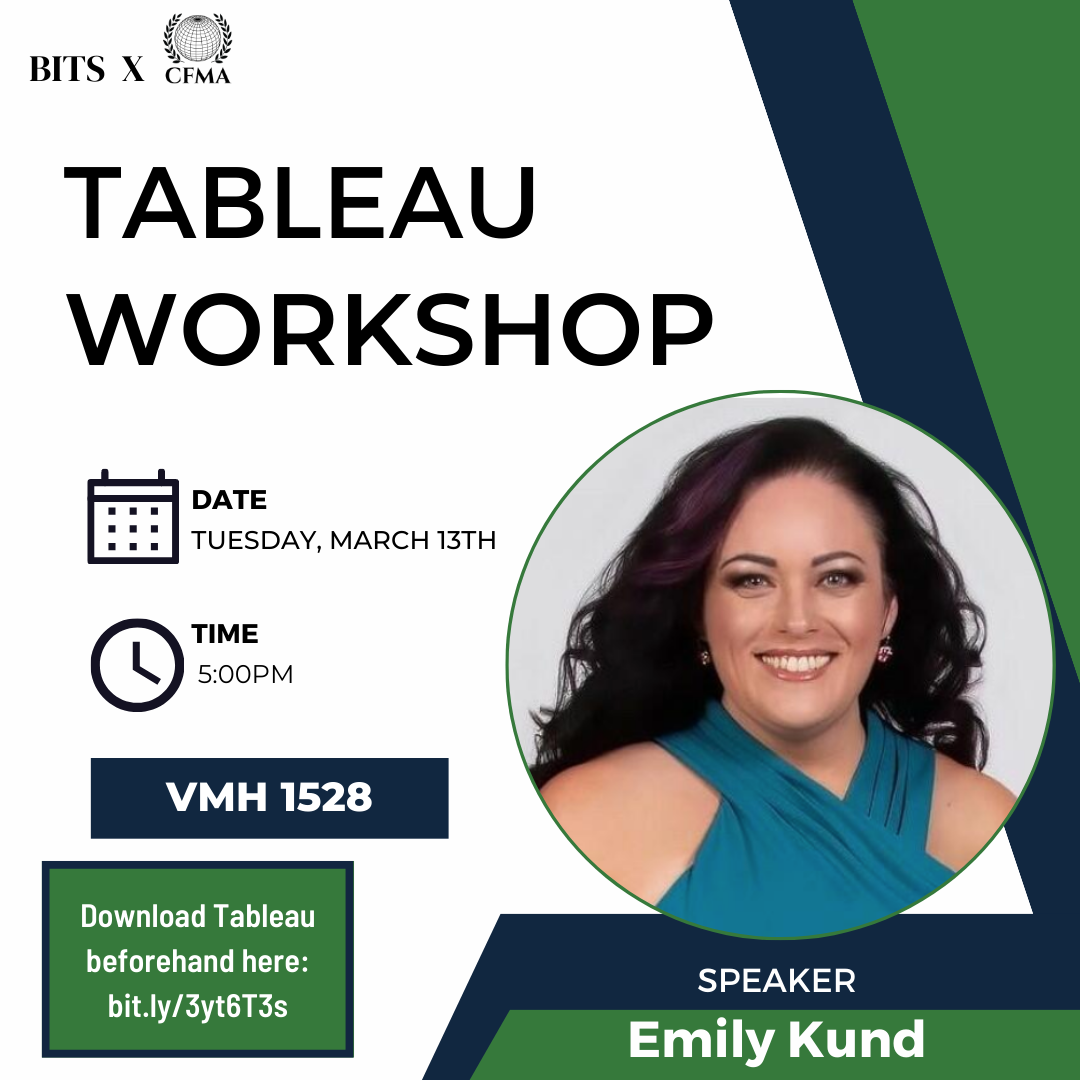 BITS X CFMA
TABLEAU
WORKSHOP
DATE
TUESDAY, MARCH 13TH
TIME
5:00PM
VMH 1528
Download Tableau
beforehand here:
bit.ly/3yt6T3s
SPEAKER
Emily Kund